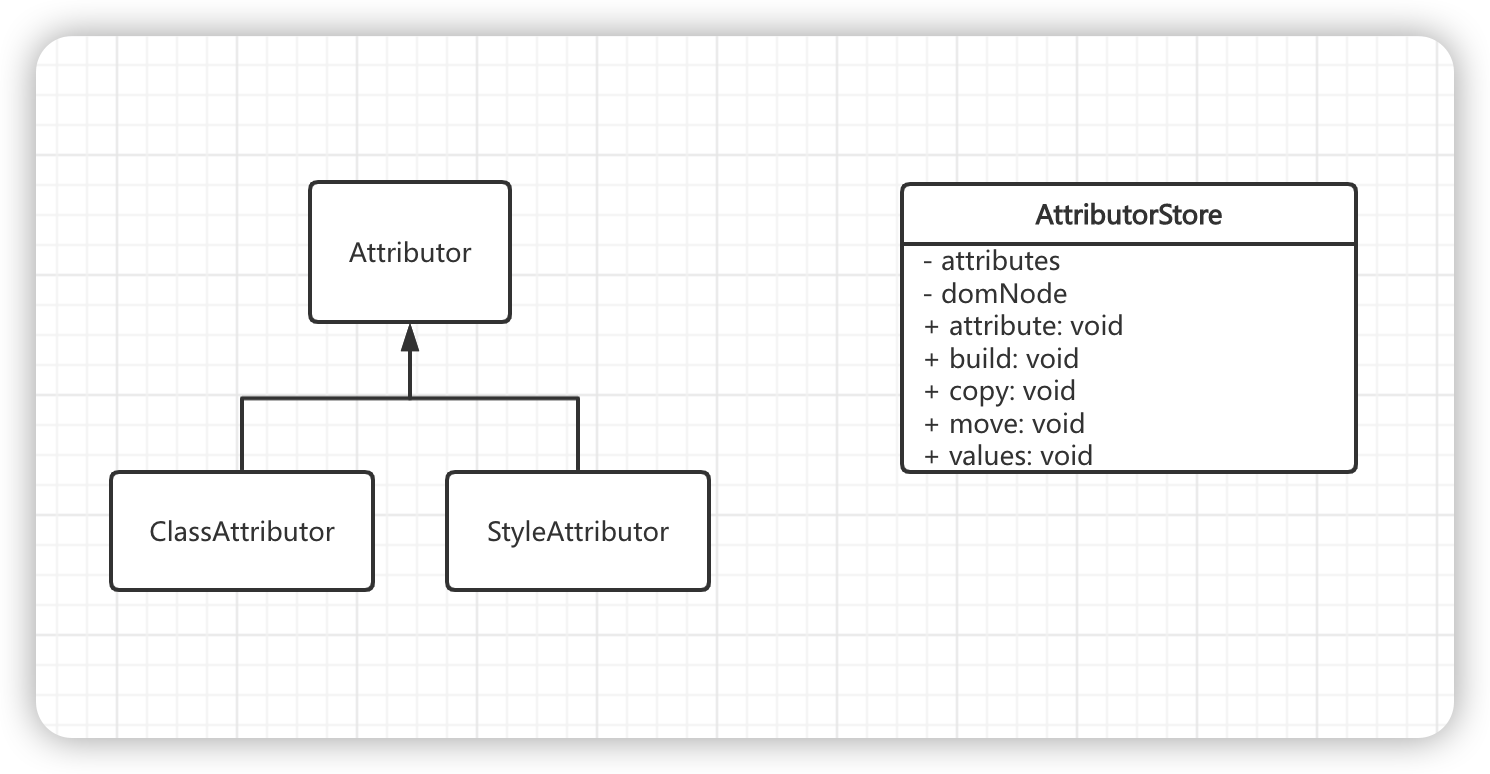 Attributor
ClassAttributor
StyleAttributor
AttributorStore
- attributes
- domNode
+ attribute: void
+ build: void
+ copy: void
+ move: void
+ values: void